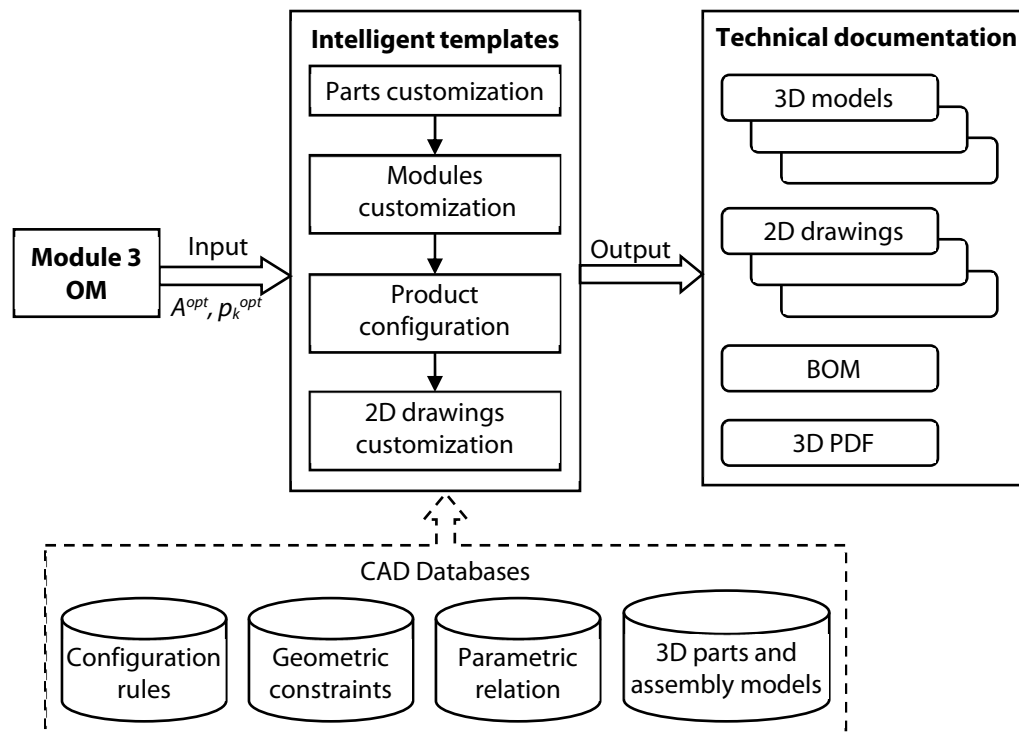 Module 3
OM
Input
A^opt, p_k^opt
Intelligent templates
Parts customization
Modules
customization
Product
configuration
2D drawings
customization
Output
Technical documentation
3D models
2D drawings
BOM
3D PDF
CAD Databases
Configuration
rules
Geometric
constraints
Parametric
relation
3D parts and
assembly models